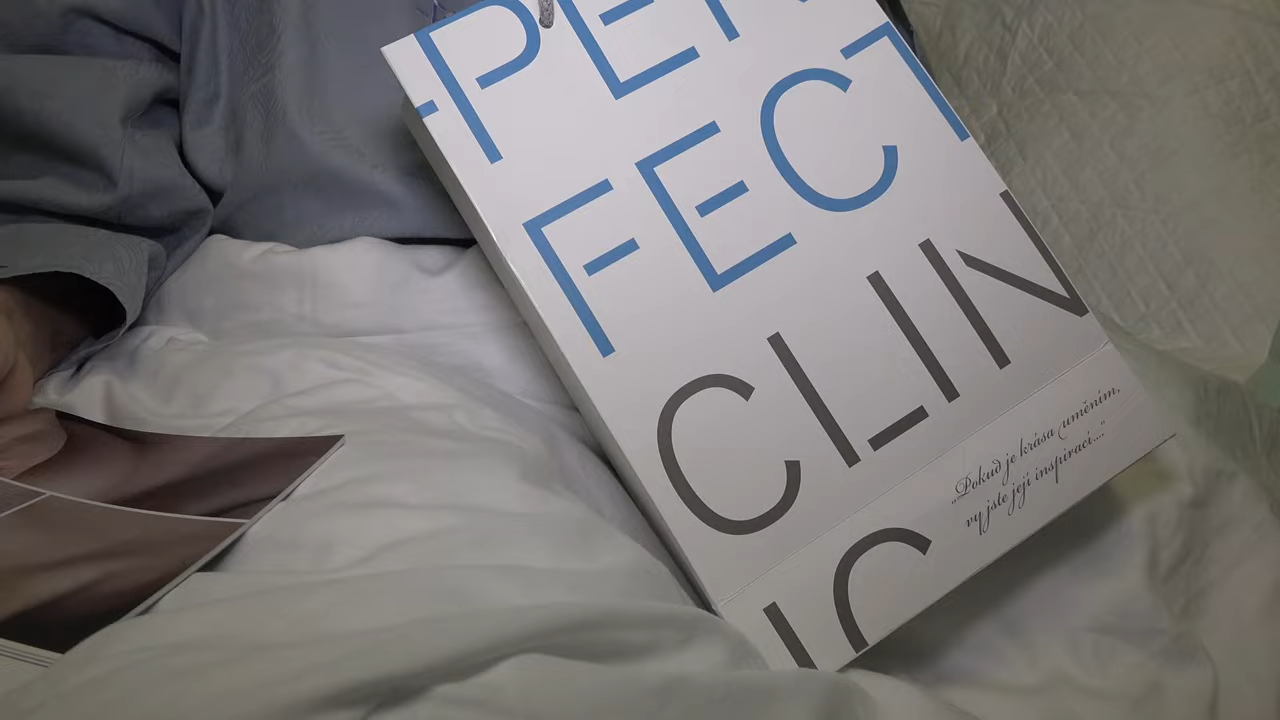 PER
FECT
CLIN
IC
„Pokud je krása uměním,
vy jste její inspirací...“